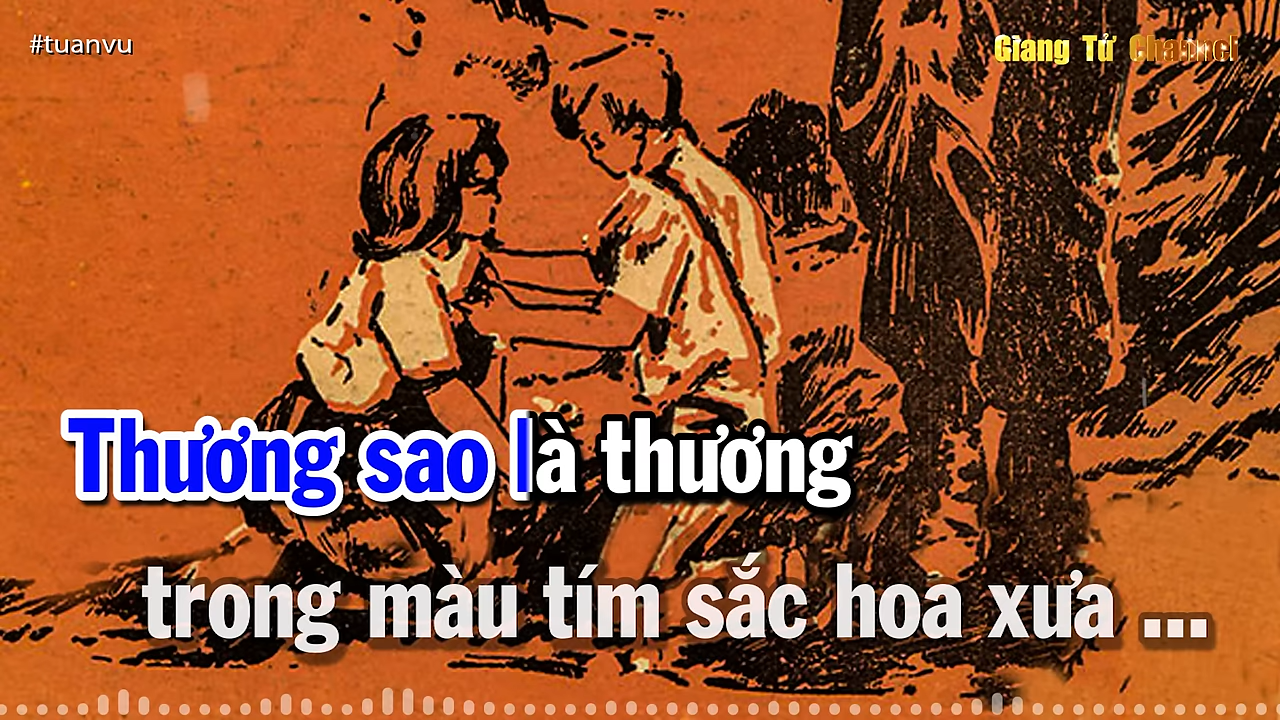 #tuanvu
Giang Tử Channel
Thương sao là thương
trong màu tím sắc hoa xưa ...